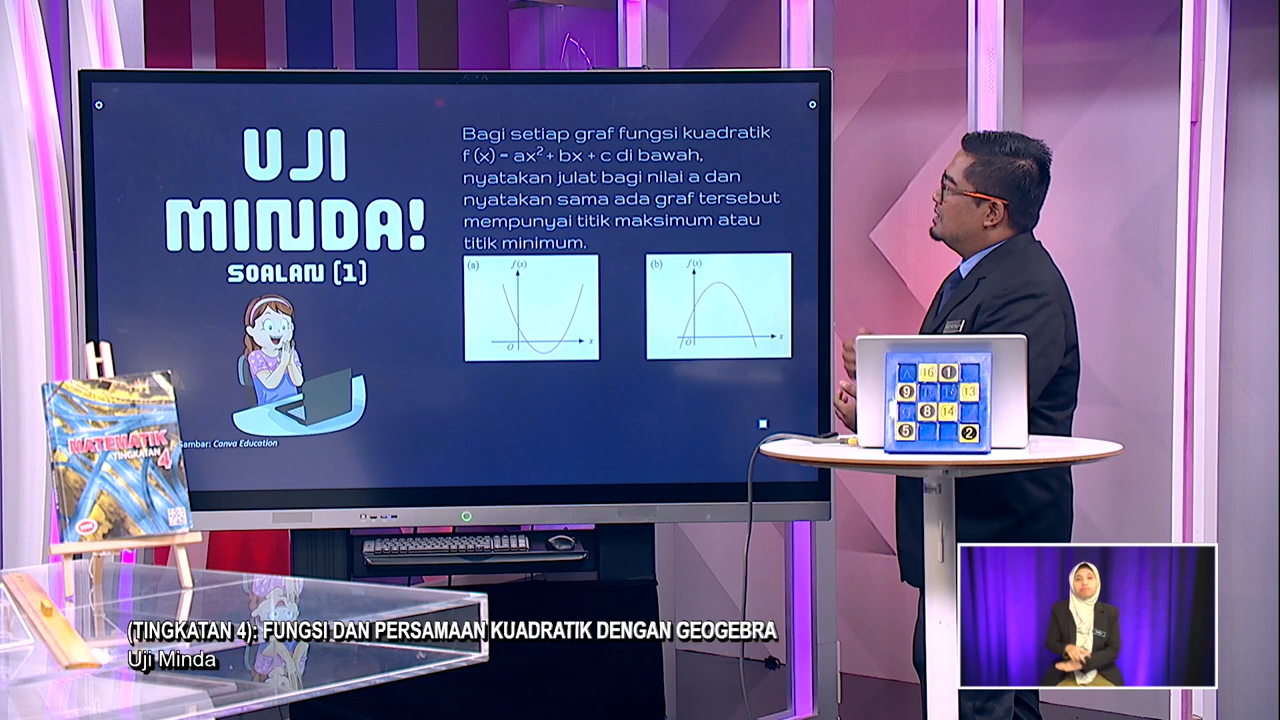 UJI
MINDA!
SOALAN (1)
Bagi setiap graf fungsi kuadratik
f (x) = ax² + bx + c di bawah,
nyatakan julat bagi nilai a dan
nyatakan sama ada graf tersebut
mempunyai titik maksimum atau
titik minimum.
(a) f(x)
O x
(b) f(x)
O x
Gambar: Canva Education
MATEMATIK
TINGKATAN 4
16 1
9 13
8 14
5 2
(TINGKATAN 4): FUNGSI DAN PERSAMAAN KUADRATIK DENGAN GEOGEBRA
Uji Minda